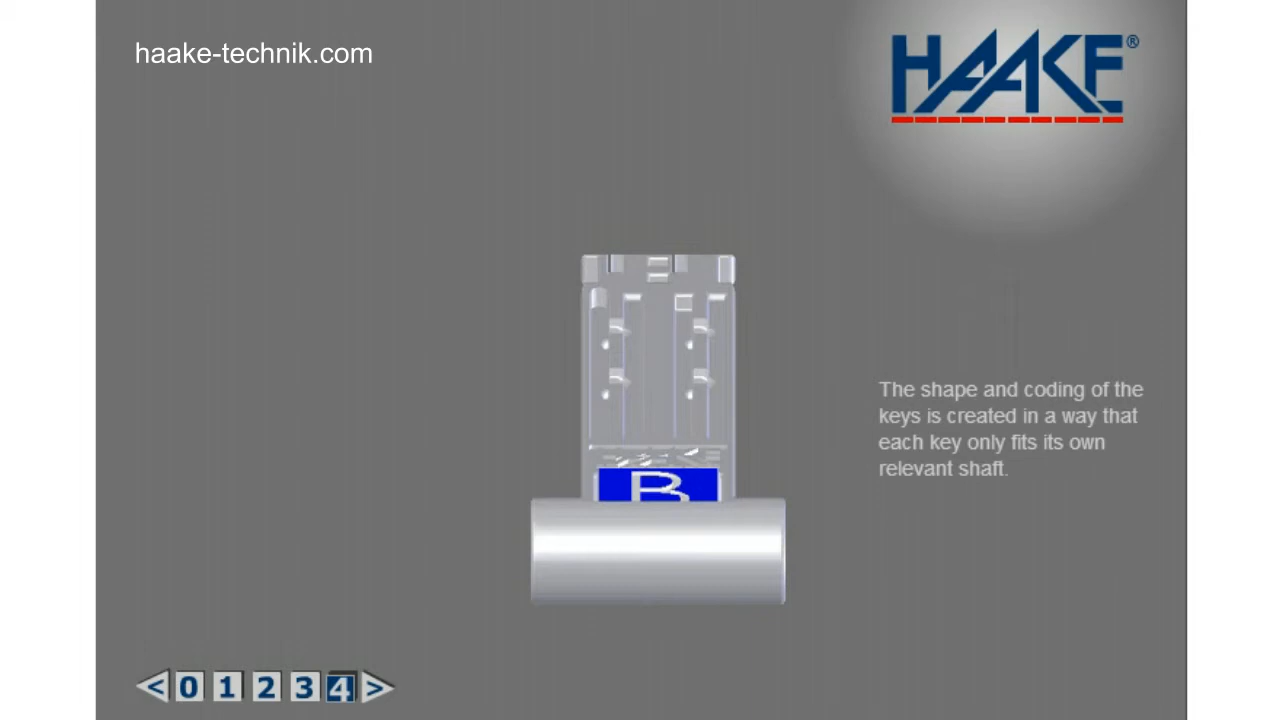 haake-technik.com
HAAKE®
B
The shape and coding of the
keys is created in a way that
each key only fits its own
relevant shaft.
< 0 1 2 3 4 >